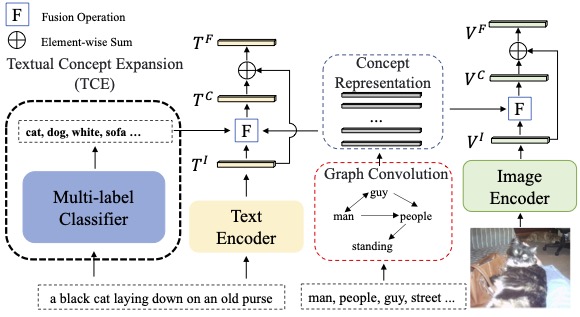 F Fusion Operation
Element-wise Sum
Textual Concept Expansion
(TCE)
cat, dog, white, sofa ...
Multi-label
Classifier
T^F
T^C
F
T^I
Text
Encoder
a black cat laying down on an old purse
Concept
Representation
...
Graph Convolution
guy
man
people
standing
man, people, guy, street ...
V^F
V^C
F
V^I
Image
Encoder